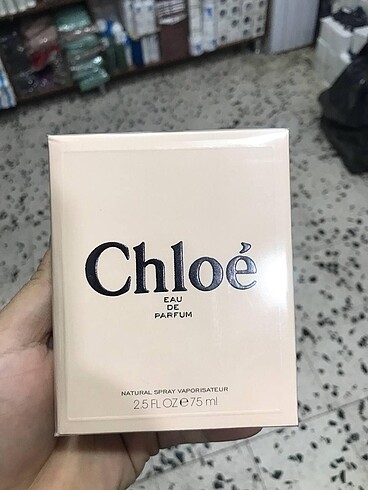 Chloé
EAU
DE
PARFUM
NATURAL SPRAY VAPORISATEUR
2.5 FL OZ ℮ 75 ml